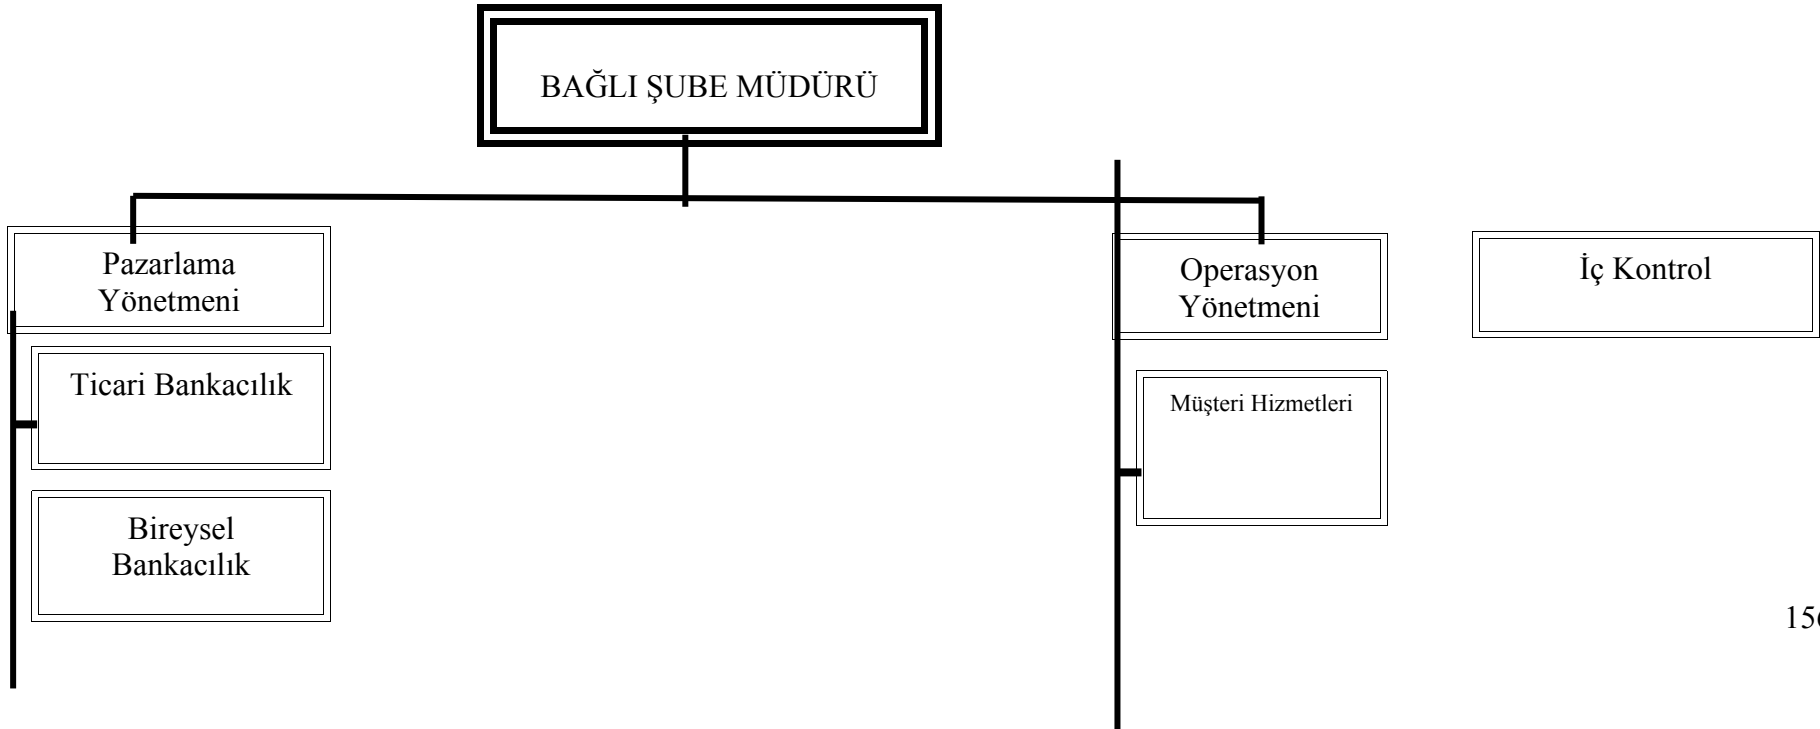 BAĞLI ŞUBE MÜDÜRÜ
Pazarlama
Yönetmeni
Operasyon
Yönetmeni
İç Kontrol
Ticari Bankacılık
Müşteri Hizmetleri
Bireysel
Bankacılık